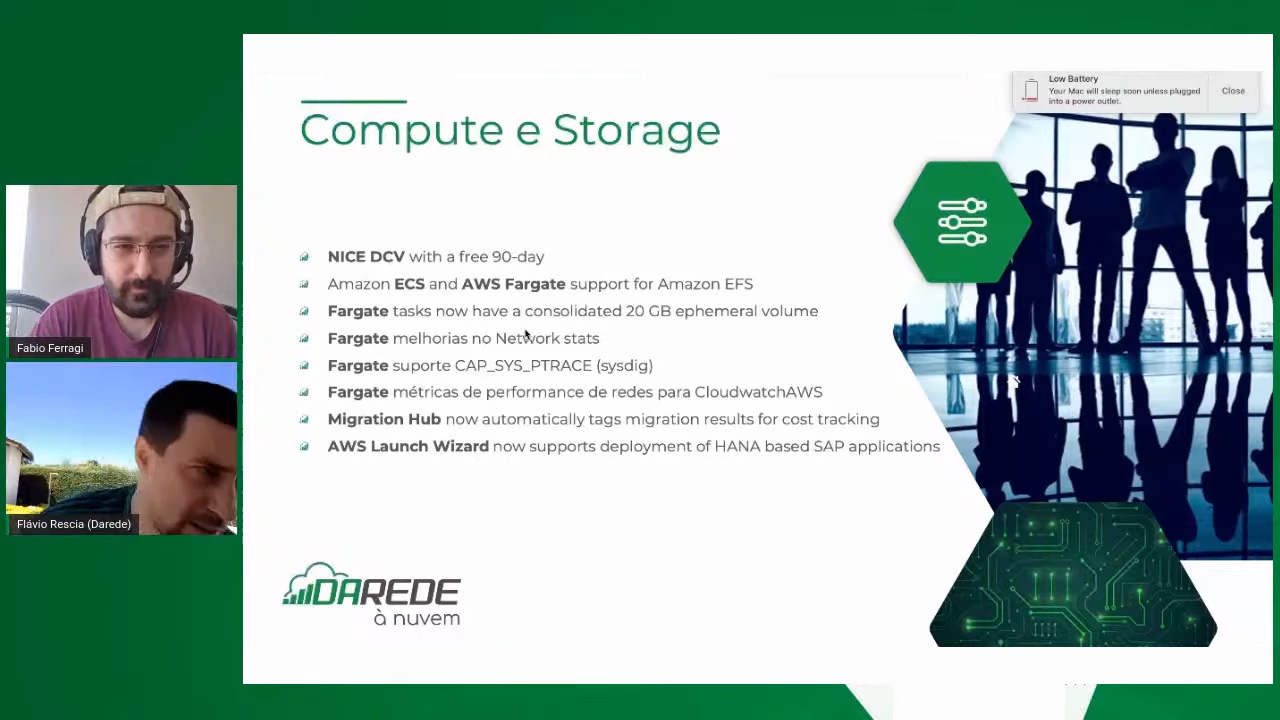 Low Battery
Your Mac will sleep soon unless plugged
into a power outlet.
Close
Compute e Storage
NICE DCV with a free 90-day
Amazon ECS and AWS Fargate support for Amazon EFS
Fargate tasks now have a consolidated 20 GB ephemeral volume
Fargate melhorias no Network stats
Fargate suporte CAP_SYS_PTRACE (sysdig)
Fargate métricas de performance de redes para CloudwatchAWS
Migration Hub now automatically tags migration results for cost tracking
AWS Launch Wizard now supports deployment of HANA based SAP applications
Fabio Ferragi
Flávio Rescia (Darede)
DAREDE
à nuvem